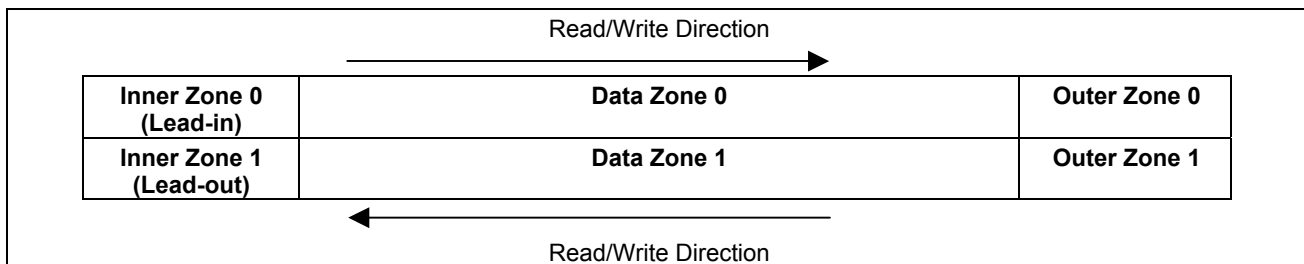 Read/Write Direction
Inner Zone 0 Data Zone 0 Outer Zone 0
(Lead-in)
Inner Zone 1 Data Zone 1 Outer Zone 1
(Lead-out)
Read/Write Direction